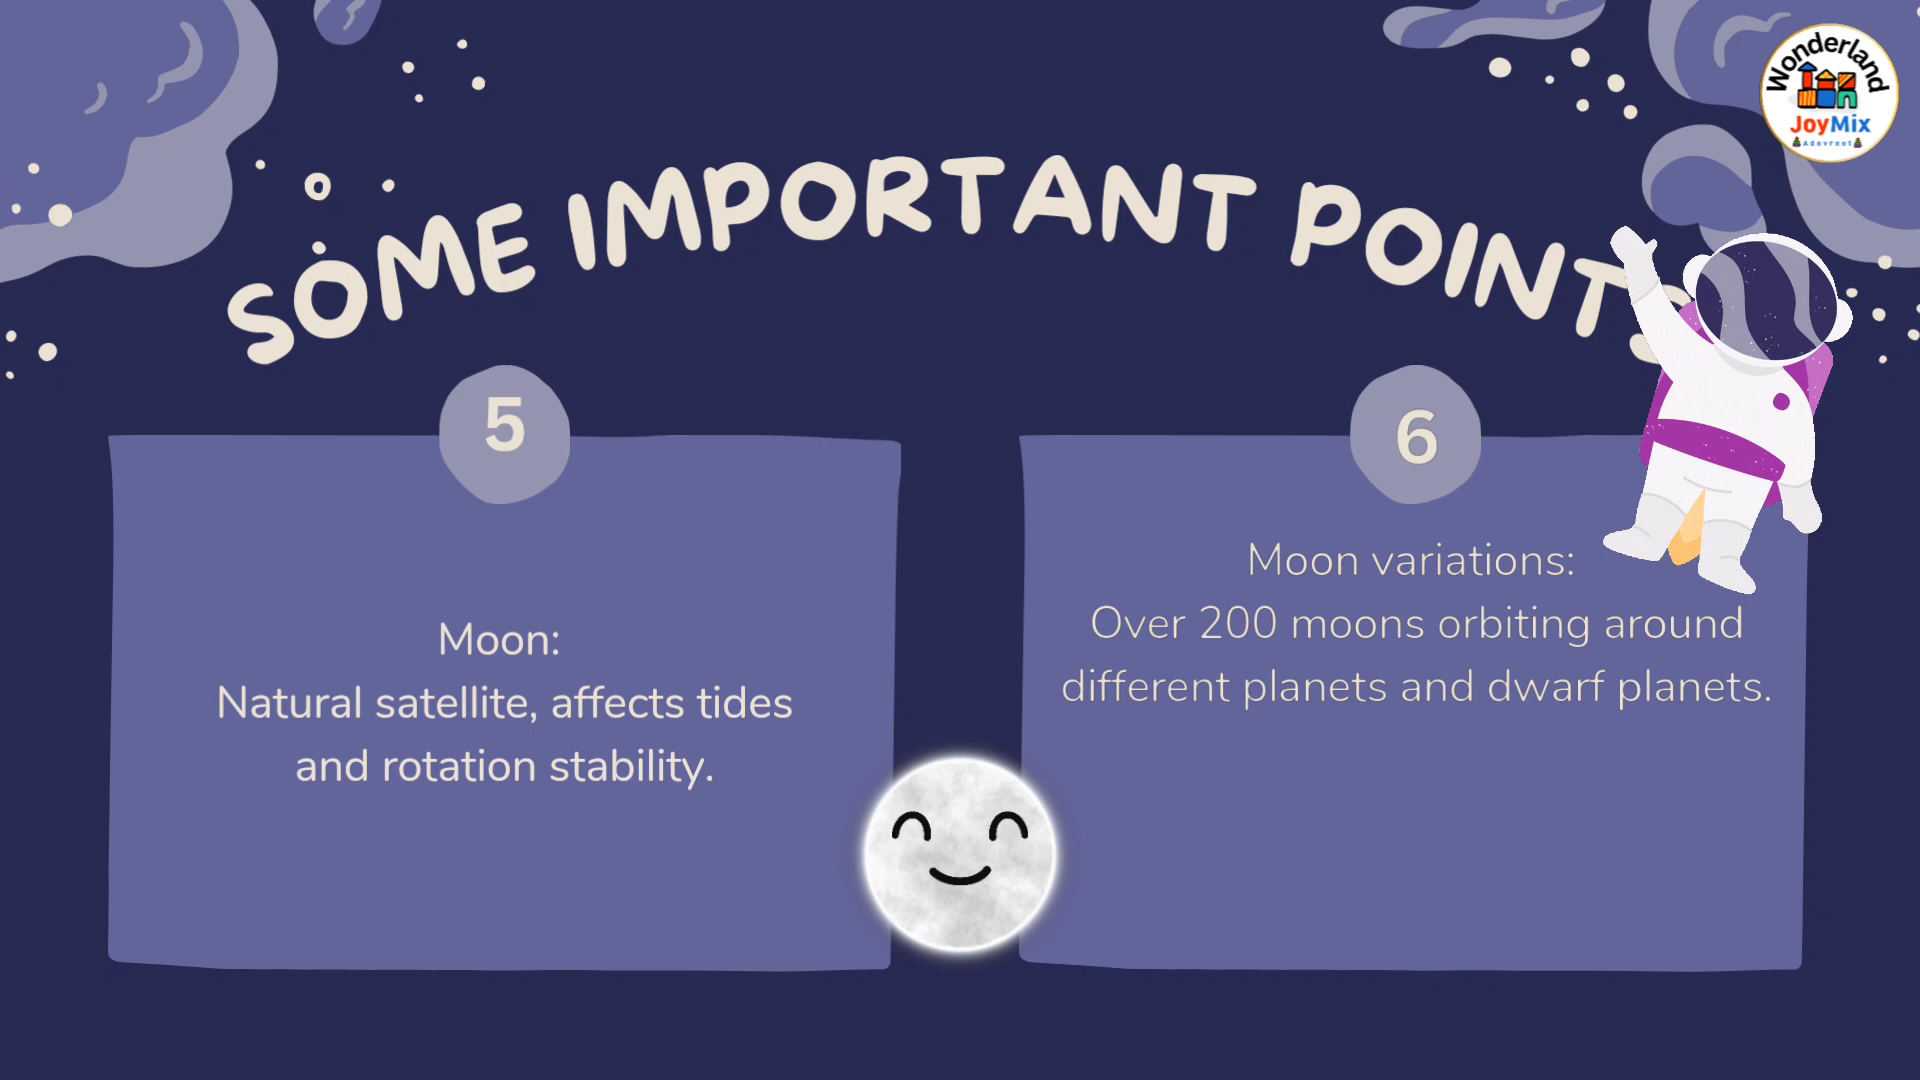 Wonderland
JoyMix
Adevreet
SOME IMPORTANT POINTS
5
6
Moon:
Natural satellite, affects tides
and rotation stability.
Moon variations:
Over 200 moons orbiting around
different planets and dwarf planets.